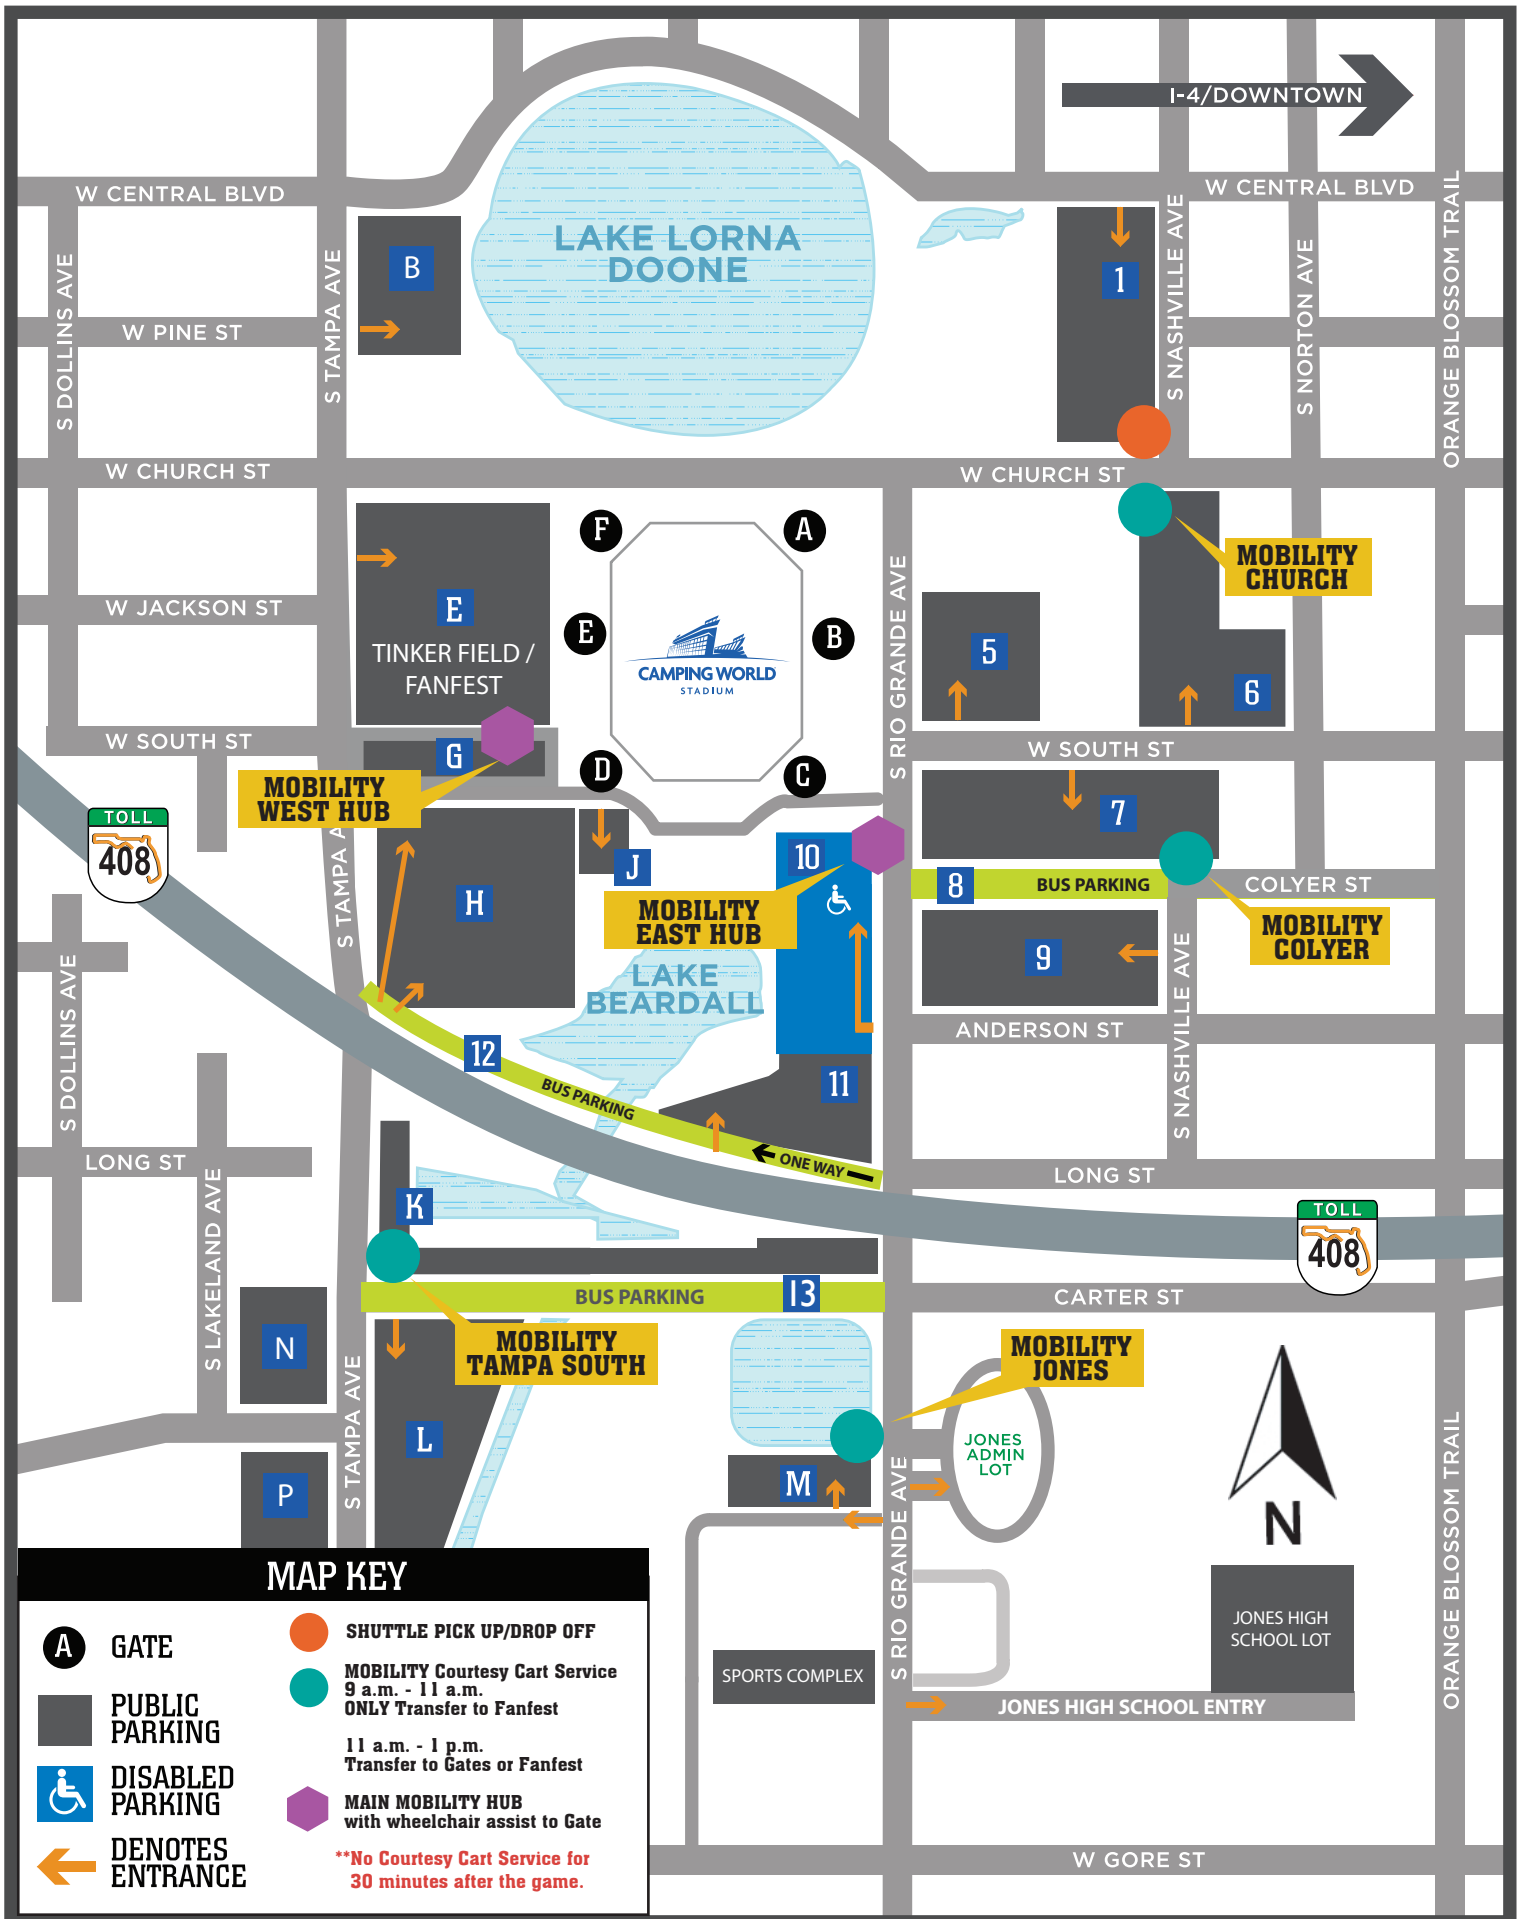 I-4/DOWNTOWN
W CENTRAL BLVD
W CENTRAL BLVD
S DOLLINS AVE
S TAMPA AVE
B
LAKE LORNA
DOONE
1
S NASHVILLE AVE
S NORTON AVE
ORANGE BLOSSOM TRAIL
W PINE ST
W CHURCH ST
W CHURCH ST
F
A
E
B
D
C
CAMPING WORLD
STADIUM
E
TINKER FIELD /
FANFEST
W JACKSON ST
S RIO GRANDE AVE
MOBILITY
CHURCH
5
6
W SOUTH ST
W SOUTH ST
G
MOBILITY
WEST HUB
TOLL
408
S TAMPA A
S TAMPA AVE
H
J
10
MOBILITY
EAST HUB
7
8
BUS PARKING
COLYER ST
MOBILITY
COLYER
9
LAKE
BEARDALL
ANDERSON ST
S NASHVILLE AVE
S DOLLINS AVE
12
BUS PARKING
11
ONE WAY
LONG ST
LONG ST
S LAKELAND AVE
K
TOLL
408
BUS PARKING
13
CARTER ST
N
MOBILITY
TAMPA SOUTH
MOBILITY
JONES
S TAMPA AVE
L
JONES
ADMIN
LOT
M
P
N
S RIO GRANDE AVE
ORANGE BLOSSOM TRAIL
JONES HIGH
SCHOOL LOT
SPORTS COMPLEX
JONES HIGH SCHOOL ENTRY
W GORE ST
MAP KEY
A
GATE
PUBLIC
PARKING
DISABLED
PARKING
DENOTES
ENTRANCE
SHUTTLE PICK UP/DROP OFF
MOBILITY Courtesy Cart Service
9 a.m. - 11 a.m.
ONLY Transfer to Fanfest
11 a.m. - 1 p.m.
Transfer to Gates or Fanfest
MAIN MOBILITY HUB
with wheelchair assist to Gate
**No Courtesy Cart Service for
30 minutes after the game.